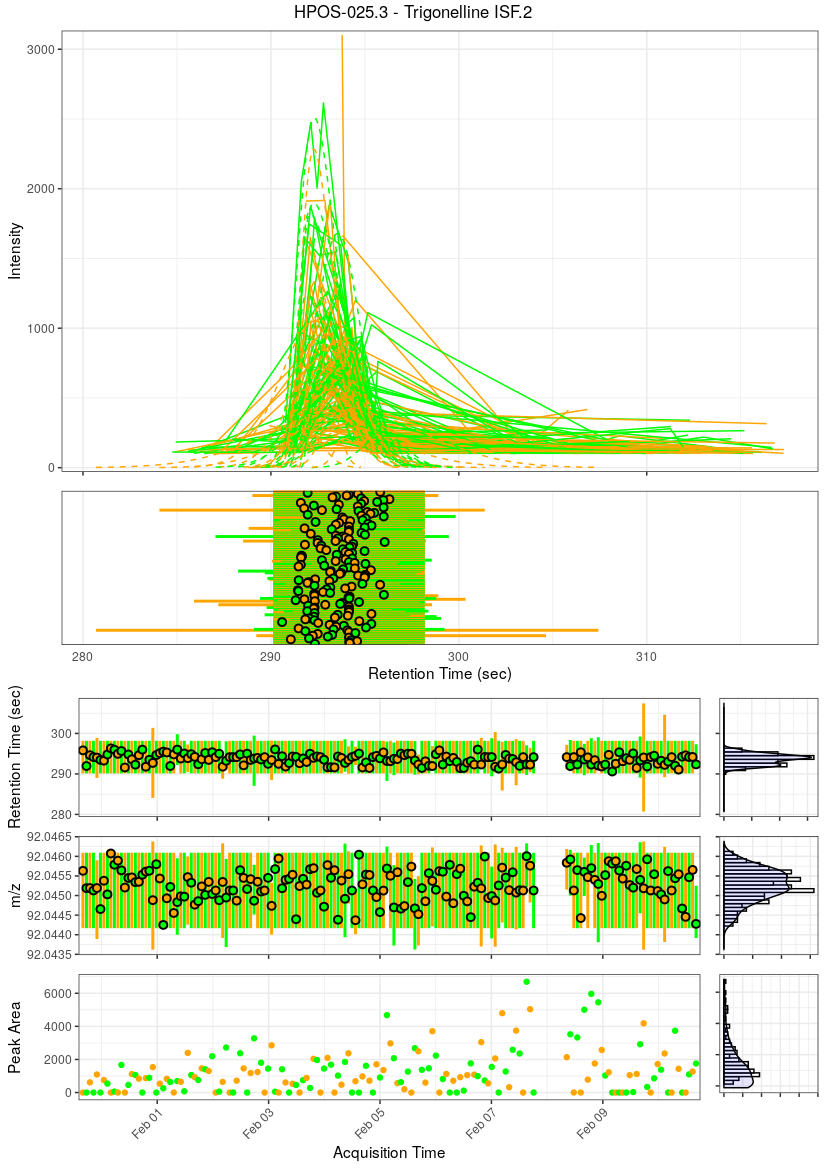 HPOS-025.3 - Trigonelline ISF.2
3000
2000
1000
0
Intensity
280
290
300
310
Retention Time (sec)
300
290
280
Retention Time (sec)
92.0465
92.0460
92.0455
92.0450
92.0445
92.0440
92.0435
m/z
6000
4000
2000
0
Peak Area
Feb 01
Feb 03
Feb 05
Feb 07
Feb 09
Acquisition Time